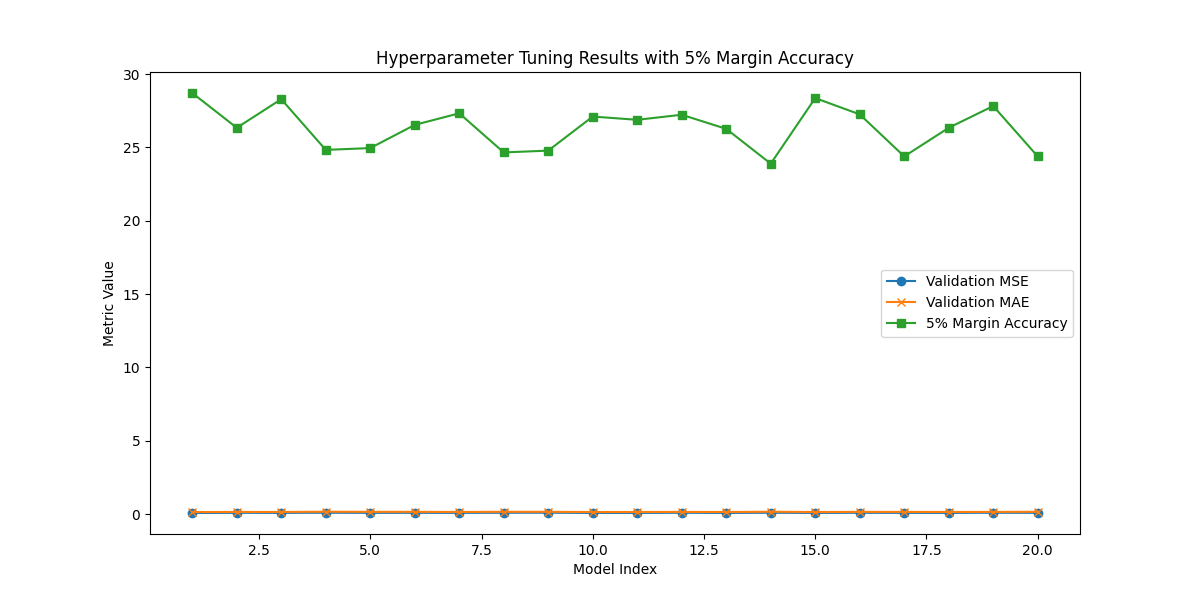 Hyperparameter Tuning Results with 5% Margin Accuracy
30
25
20
15
10
5
0
Metric Value
Validation MSE
Validation MAE
5% Margin Accuracy
2.5 5.0 7.5 10.0 12.5 15.0 17.5 20.0
Model Index